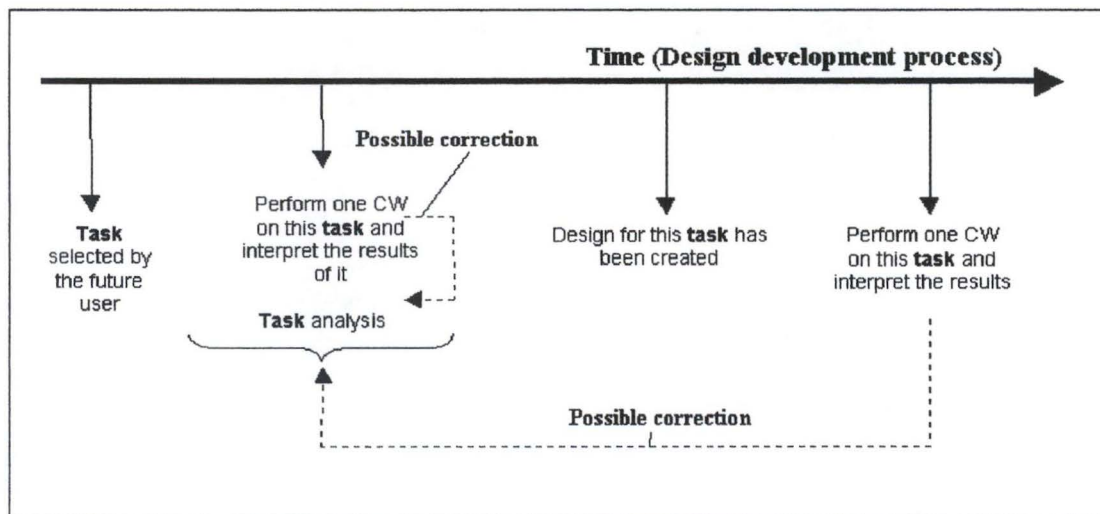 Time (Design development process)
Possible correction
Task
selected by
the future
user
Perform one CW
on this task and
interpret the results
of it
Task analysis
Design for this task has
been created
Perform one CW
on this task and
interpret the results
Possible correction